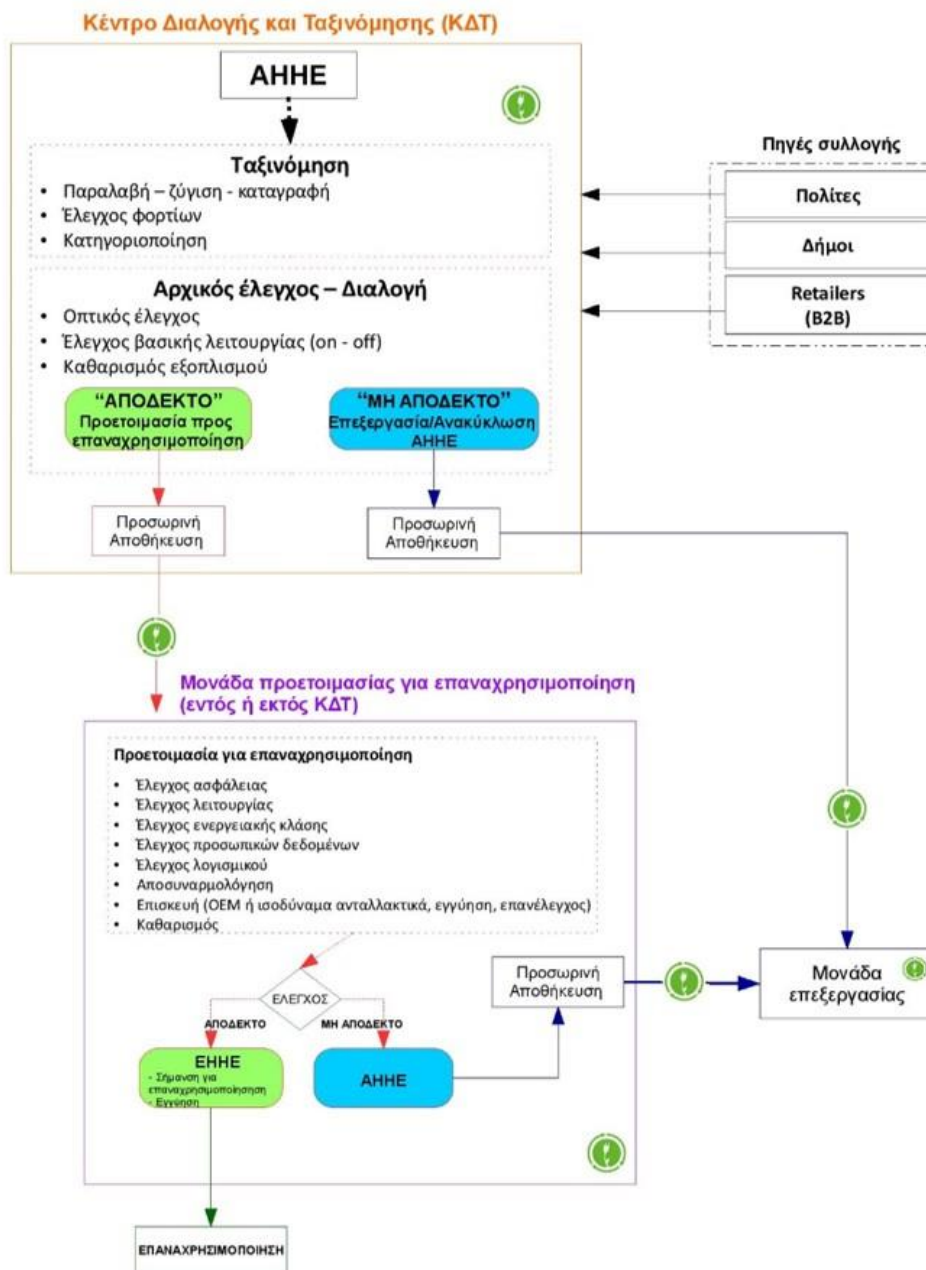 Κέντρο Διαλογής και Ταξινόμησης (ΚΔΤ)
ΑΗΗΕ
Ταξινόμηση
• Παραλαβή – ζύγιση - καταγραφή
• Έλεγχος φορτίων
• Κατηγοριοποίηση
Πηγές συλλογής
Πολίτες
Δήμοι
Retailers
(B2B)
Αρχικός έλεγχος – Διαλογή
• Οπτικός έλεγχος
• Έλεγχος βασικής λειτουργίας (on - off)
• Καθαρισμός εξοπλισμού
“ΑΠΟΔΕΚΤΟ”
Προετοιμασία προς
επαναχρησιμοποίηση
“ΜΗ ΑΠΟΔΕΚΤΟ”
Επεξεργασία/Ανακύκλωση
ΑΗΗΕ
Προσωρινή
Αποθήκευση
Προσωρινή
Αποθήκευση
Μονάδα προετοιμασίας για επαναχρησιμοποίηση
(εντός ή εκτός ΚΔΤ)
Προετοιμασία για επαναχρησιμοποίηση
• Έλεγχος ασφάλειας
• Έλεγχος λειτουργίας
• Έλεγχος ενεργειακής κλάσης
• Έλεγχος προσωπικών δεδομένων
• Έλεγχος λογισμικού
• Αποσυναρμολόγηση
• Επισκευή (OEM ή ισοδύναμα ανταλλακτικά, εγγύηση, επανέλεγχος)
• Καθαρισμός
ΕΛΕΓΧΟΣ
ΑΠΟΔΕΚΤΟ
ΜΗ ΑΠΟΔΕΚΤΟ
ΕΗΗΕ
- Σήμανση για
επαναχρησιμοποίησηση
- Εγγύηση
ΑΗΗΕ
Προσωρινή
Αποθήκευση
Μονάδα
επεξεργασίας
ΕΠΑΝΑΧΡΗΣΙΜΟΠΟΙΗΣΗ